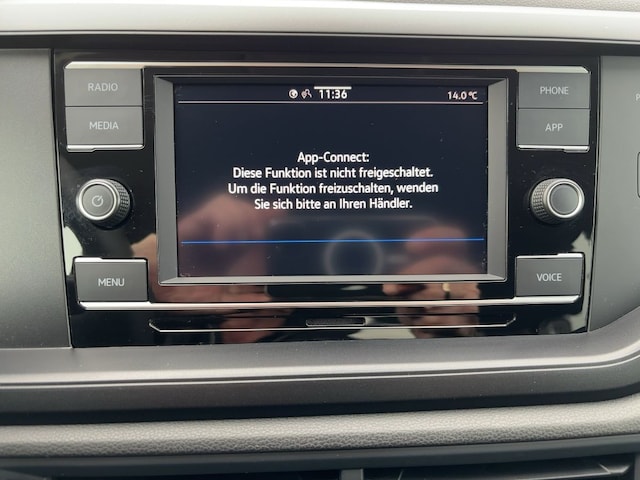 RADIO
MEDIA
MENU
11:36
14.0°C
App-Connect:
Diese Funktion ist nicht freigeschaltet.
Um die Funktion freizuschalten, wenden
Sie sich bitte an Ihren Händler.
PHONE
APP
VOICE